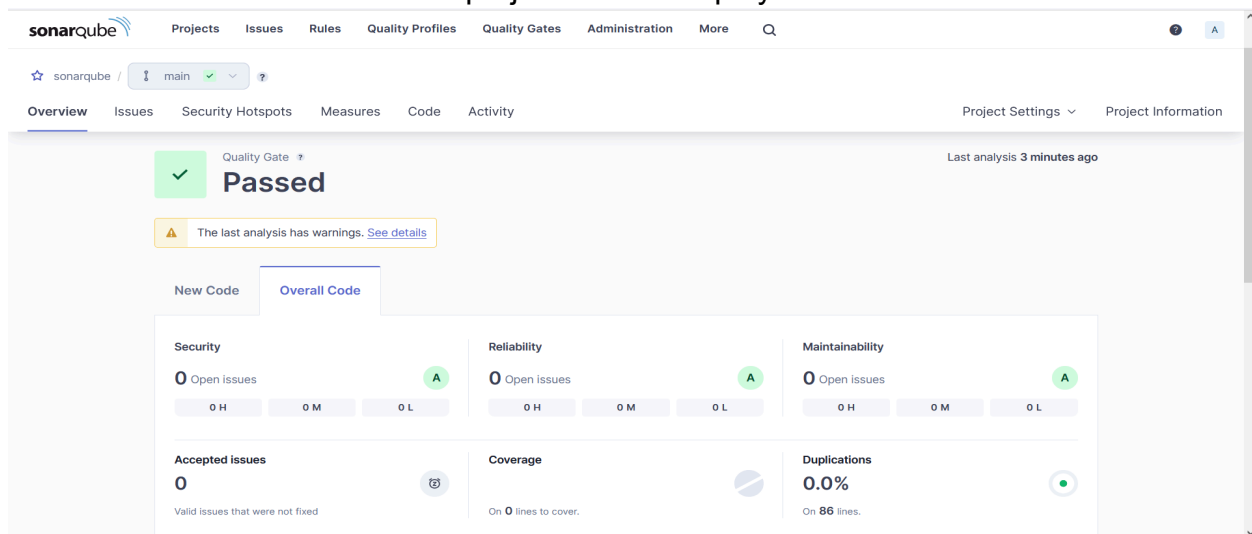 sonarqube Projects Issues Rules Quality Profiles Quality Gates Administration More ? A
sonarqube / main ?
Overview Issues Security Hotspots Measures Code Activity Project Settings Project Information
Quality Gate ? Last analysis 3 minutes ago
Passed
The last analysis has warnings. See details
New Code Overall Code
Security Reliability Maintainability
0 Open issues A 0 Open issues A 0 Open issues A
0 H 0 M 0 L 0 H 0 M 0 L 0 H 0 M 0 L
Accepted issues Coverage Duplications
0 0.0%
Valid issues that were not fixed On 0 lines to cover. On 86 lines.